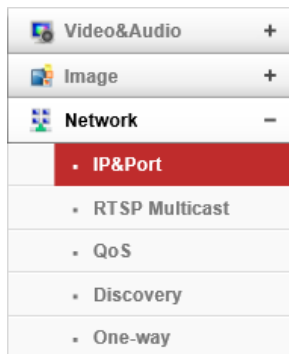 Video&Audio +
Image +
Network −
IP&Port
RTSP Multicast
QoS
Discovery
One-way